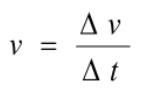 v = Δ v / Δ t